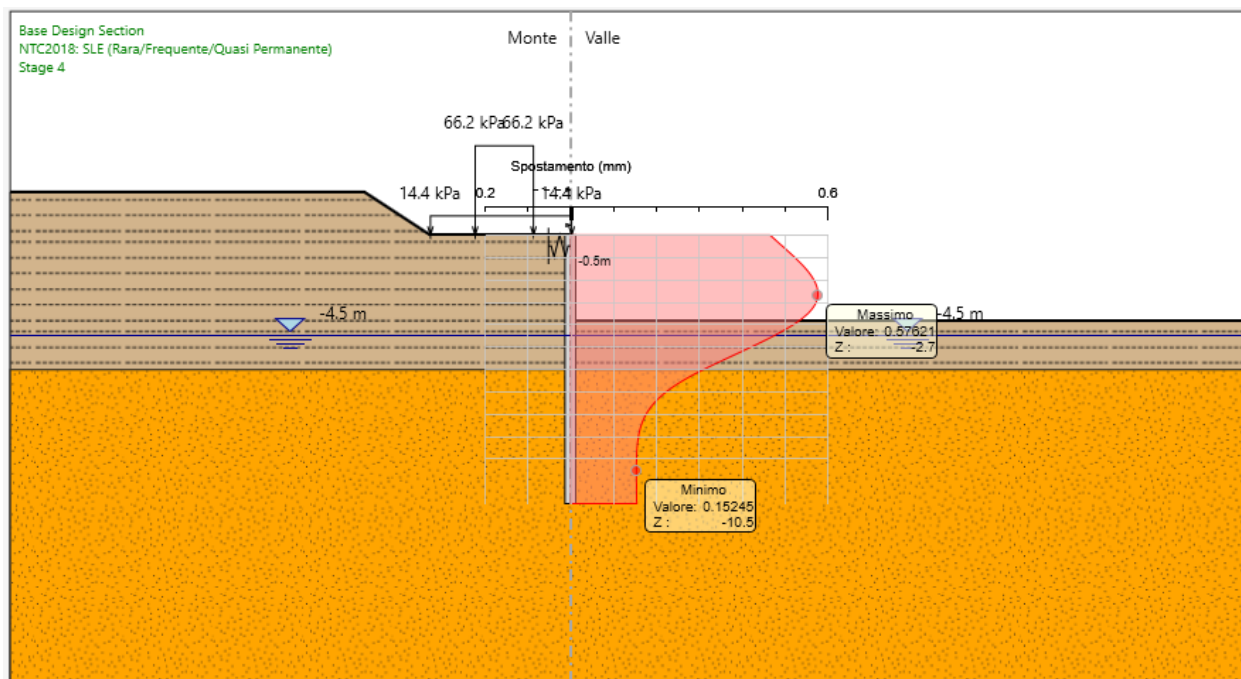 Base Design Section
NTC2018: SLE (Rara/Frequente/Quasi Permanente)
Stage 4
Monte
Valle
66.2 kPa
66.2 kPa
Spostamento (mm)
14.4 kPa
0.2
14.4 kPa
0.6
-0.5m
-4.5 m
-4.5 m
Massimo
Valore: 0.57621
Z : -2.7
Minimo
Valore: 0.15245
Z : -10.5